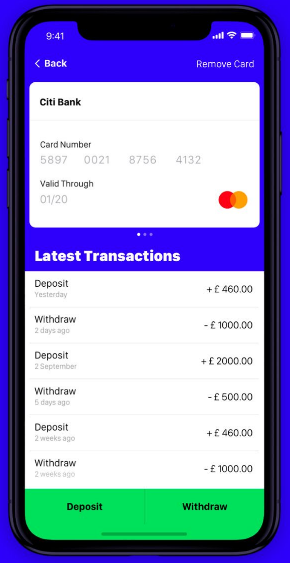 9:41
Back Remove Card
Citi Bank
Card Number
5897 0021 8756 4132
Valid Through
01/20
Latest Transactions
Deposit
Yesterday
+ £ 460.00
Withdraw
2 days ago
- £ 1000.00
Deposit
2 September
+ £ 2000.00
Withdraw
5 days ago
- £ 500.00
Deposit
2 weeks ago
+ £ 460.00
Withdraw
2 weeks ago
- £ 1000.00
Deposit Withdraw